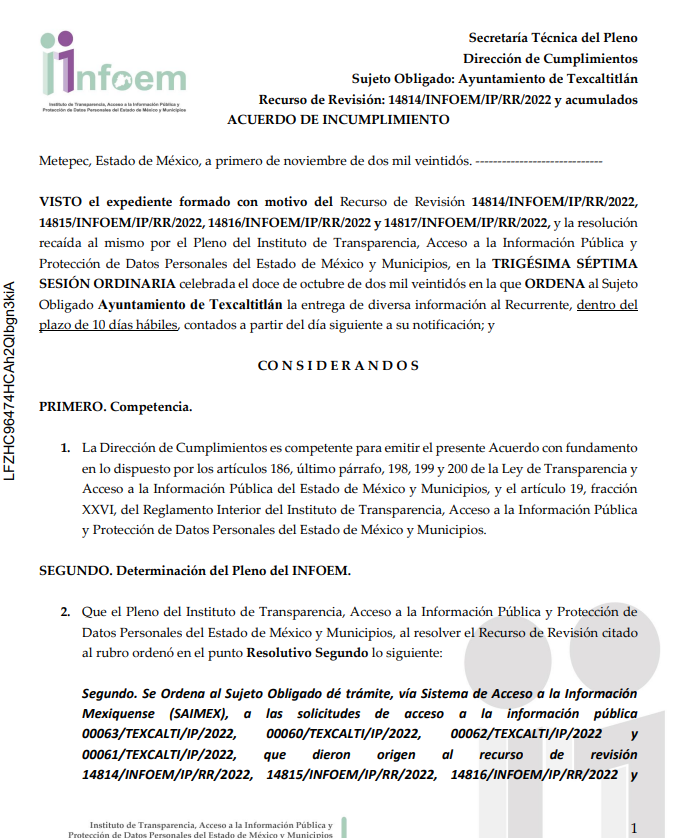 infoem
Instituto de Transparencia, Acceso a la Información Pública y
Protección de Datos Personales del Estado de México y Municipios
Secretaría Técnica del Pleno
Dirección de Cumplimientos
Sujeto Obligado: Ayuntamiento de Texcaltitlán
Recurso de Revisión: 14814/INFOEM/IP/RR/2022 y acumulados
ACUERDO DE INCUMPLIMIENTO
Metepec, Estado de México, a primero de noviembre de dos mil veintidós. -----------------------------
VISTO el expediente formado con motivo del Recurso de Revisión 14814/INFOEM/IP/RR/2022,
14815/INFOEM/IP/RR/2022, 14816/INFOEM/IP/RR/2022 y 14817/INFOEM/IP/RR/2022, y la resolución
recaída al mismo por el Pleno del Instituto de Transparencia, Acceso a la Información Pública y
Protección de Datos Personales del Estado de México y Municipios, en la TRIGÉSIMA SÉPTIMA
SESIÓN ORDINARIA celebrada el doce de octubre de dos mil veintidós en la que ORDENA al Sujeto
Obligado Ayuntamiento de Texcaltitlán la entrega de diversa información al Recurrente, dentro del
plazo de 10 días hábiles, contados a partir del día siguiente a su notificación; y
C O N S I D E R A N D O S
PRIMERO. Competencia.
1. La Dirección de Cumplimientos es competente para emitir el presente Acuerdo con fundamento
en lo dispuesto por los artículos 186, último párrafo, 198, 199 y 200 de la Ley de Transparencia y
Acceso a la Información Pública del Estado de México y Municipios, y el artículo 19, fracción
XXVI, del Reglamento Interior del Instituto de Transparencia, Acceso a la Información Pública
y Protección de Datos Personales del Estado de México y Municipios.
SEGUNDO. Determinación del Pleno del INFOEM.
2. Que el Pleno del Instituto de Transparencia, Acceso a la Información Pública y Protección de
Datos Personales del Estado de México y Municipios, al resolver el Recurso de Revisión citado
al rubro ordenó en el punto Resolutivo Segundo lo siguiente:
Segundo. Se Ordena al Sujeto Obligado dé trámite, vía Sistema de Acceso a la Información
Mexiquense (SAIMEX), a las solicitudes de acceso a la información pública
00063/TEXCALTI/IP/2022, 00060/TEXCALTI/IP/2022, 00062/TEXCALTI/IP/2022 y
00061/TEXCALTI/IP/2022, que dieron origen al recurso de revisión
14814/INFOEM/IP/RR/2022, 14815/INFOEM/IP/RR/2022, 14816/INFOEM/IP/RR/2022 y
LFZHC96474HCAh2QIbgn3kiA
Instituto de Transparencia, Acceso a la Información Pública y
Protección de Datos Personales del Estado de México y Municipios
1